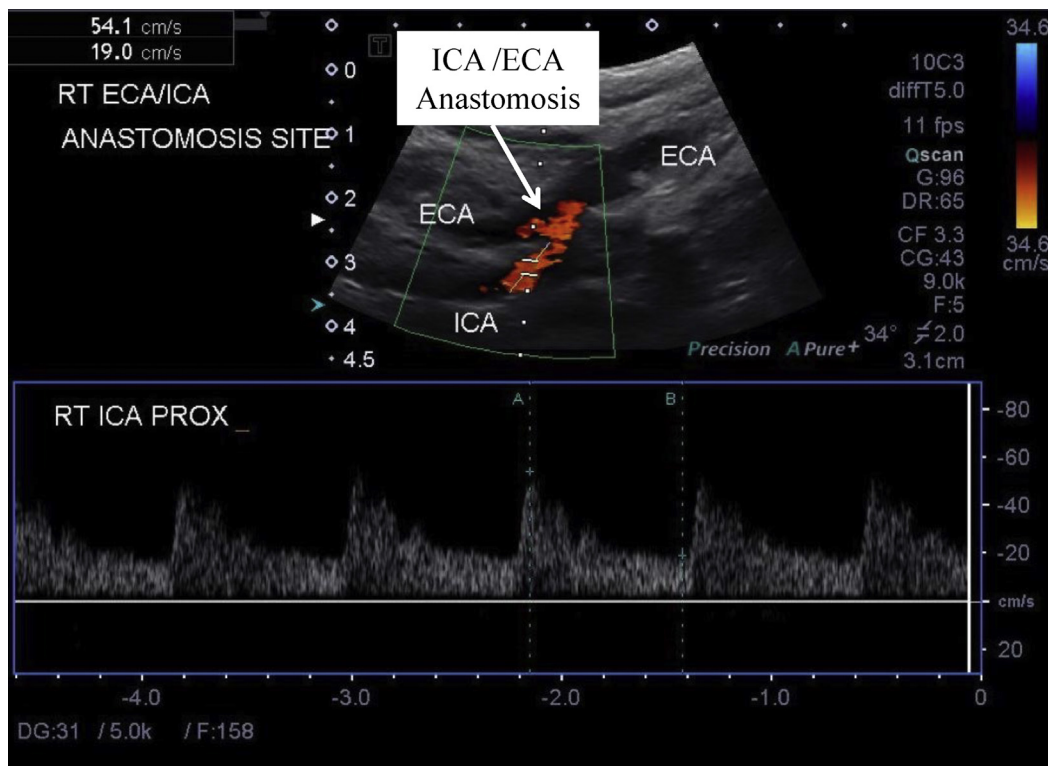 54.1 cm/s
19.0 cm/s
RT ECA/ICA
ANASTOMOSIS SITE
T
ICA /ECA
Anastomosis
ECA
ECA
ICA
0
1
2
3
4
4.5
34.6
10C3
diffT5.0
11 fps
Qscan
G:96
DR:65
CF 3.3
CG:43
9.0k
F:5
34° 2.0
3.1cm
34.6
cm/s
Precision A Pure+
RT ICA PROX _
A
B
-80
-60
-40
-20
cm/s
20
-4.0 -3.0 -2.0 -1.0 0
DG:31 / 5.0k / F:158